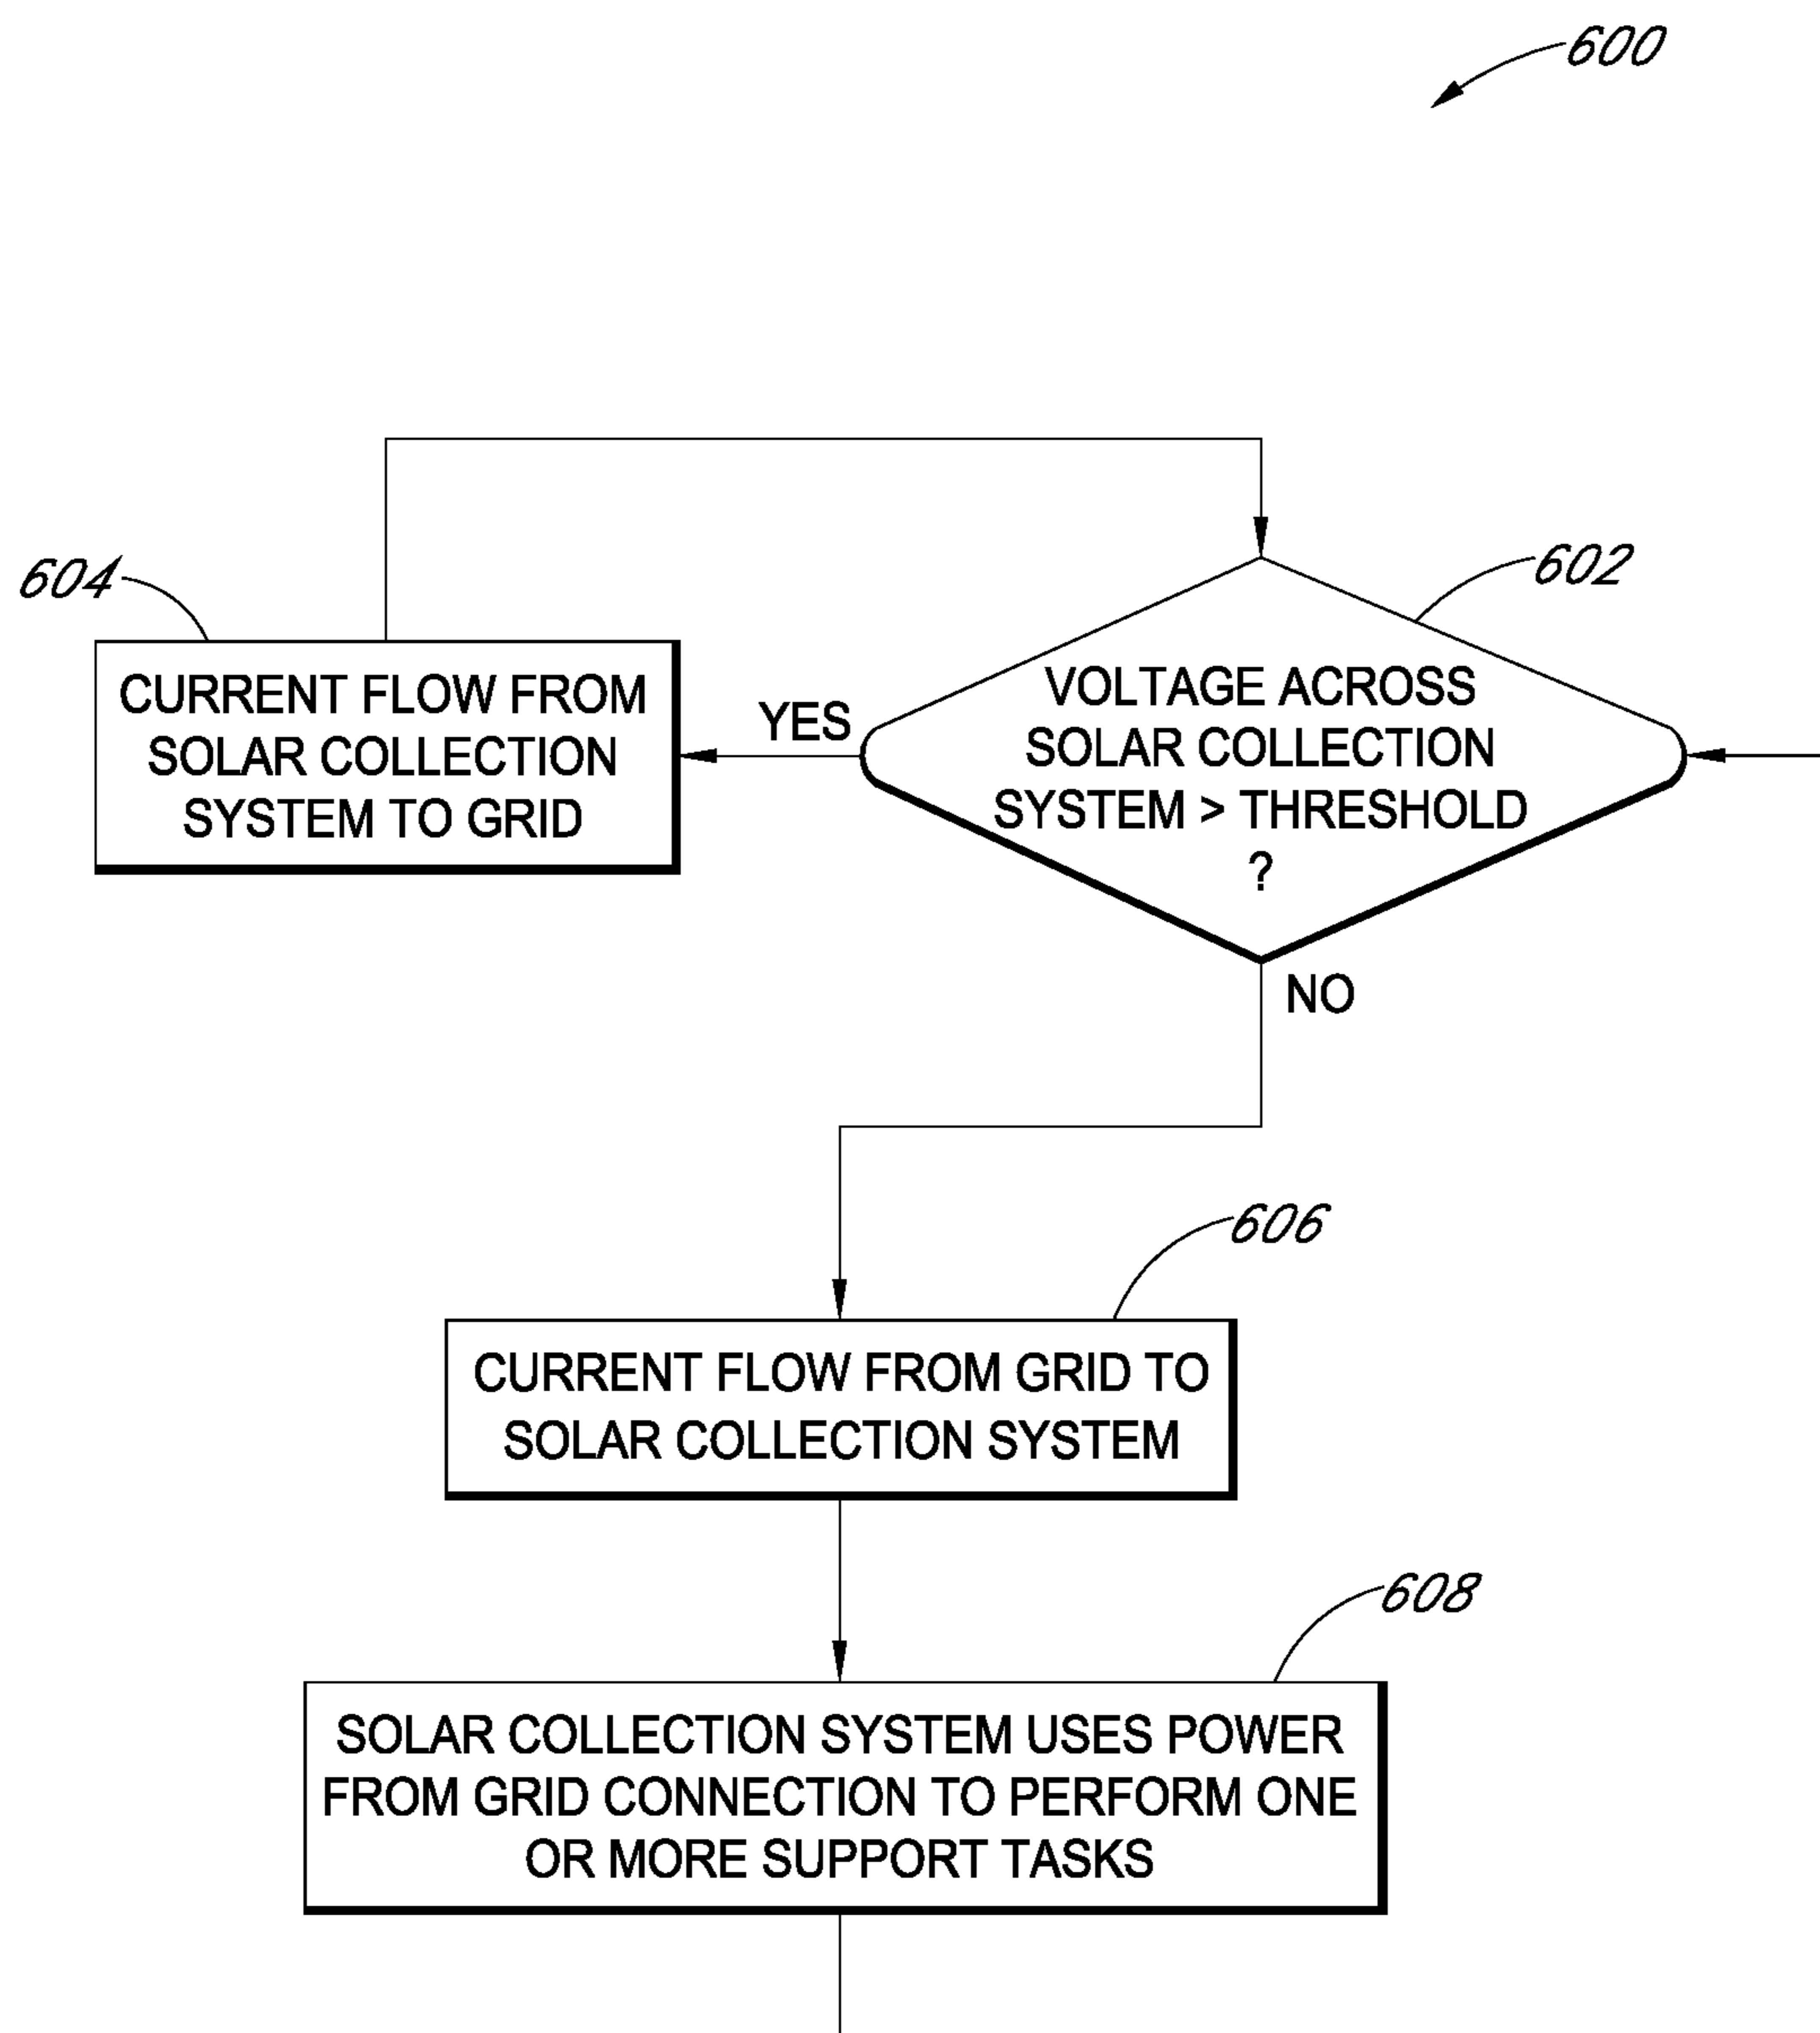 600
604
CURRENT FLOW FROM
SOLAR COLLECTION
SYSTEM TO GRID
YES
602
VOLTAGE ACROSS
SOLAR COLLECTION
SYSTEM > THRESHOLD
?
NO
606
CURRENT FLOW FROM GRID TO
SOLAR COLLECTION SYSTEM
608
SOLAR COLLECTION SYSTEM USES POWER
FROM GRID CONNECTION TO PERFORM ONE
OR MORE SUPPORT TASKS